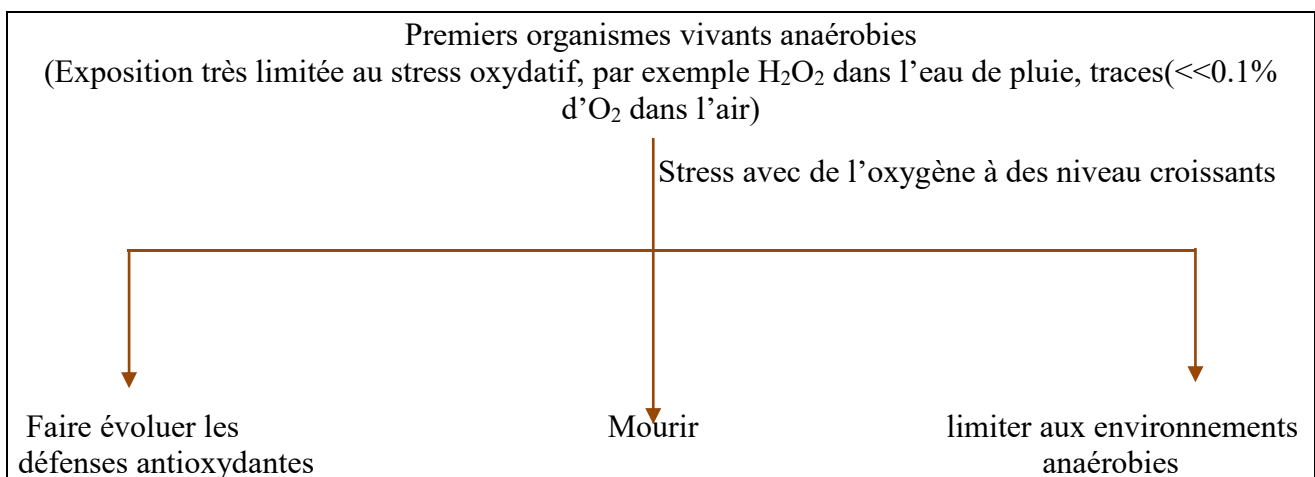 Premiers organismes vivants anaérobies
(Exposition très limitée au stress oxydatif, par exemple H₂O₂ dans l’eau de pluie, traces(<<0.1%
d’O₂ dans l’air)
Stress avec de l’oxygène à des niveau croissants
Faire évoluer les
défenses antioxydantes
Mourir
limiter aux environnements
anaérobies